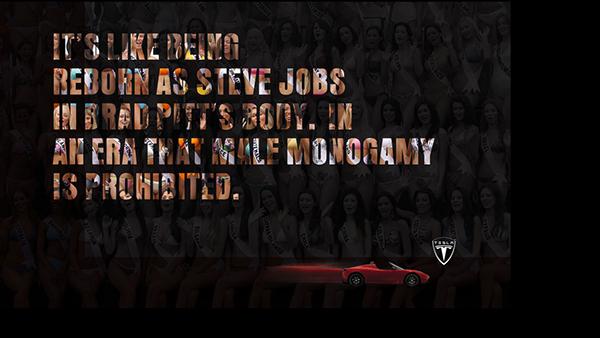 IT'S LIKE BEING
REBORN AS STEVE JOBS
IN BRAD PITT'S BODY. IN
AN ERA THAT MALE MONOGAMY
IS PROHIBITED.
TESLA